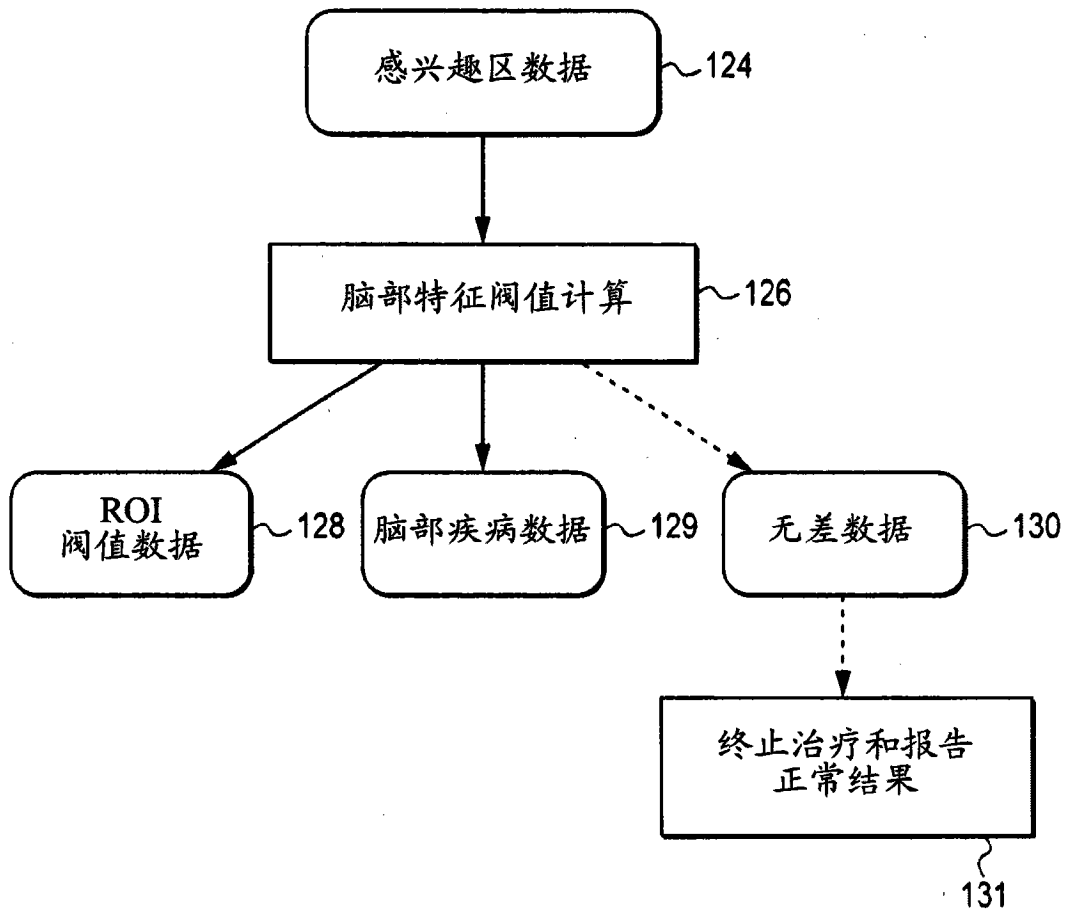 感兴趣区数据
124
脑部特征阀值计算
126
ROI
阀值数据
128
脑部疾病数据
129
无差数据
130
终止治疗和报告
正常结果
131